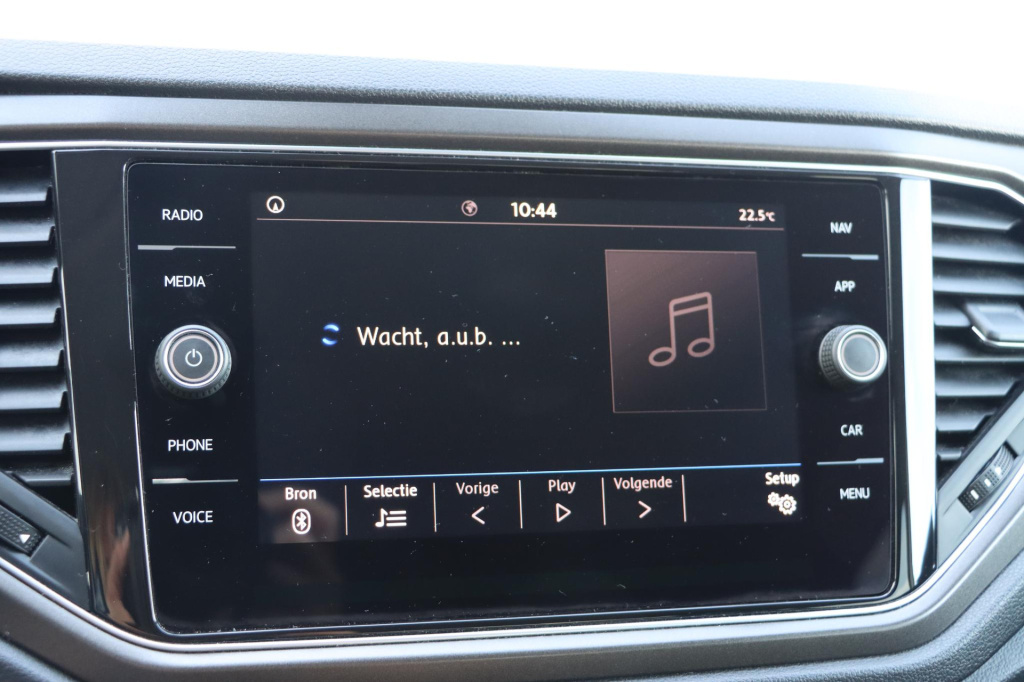 RADIO
MEDIA
PHONE
VOICE
10:44
22.5°C
Wacht, a.u.b. ...
Bron
Selectie
Vorige
Play
Volgende
Setup
NAV
APP
CAR
MENU